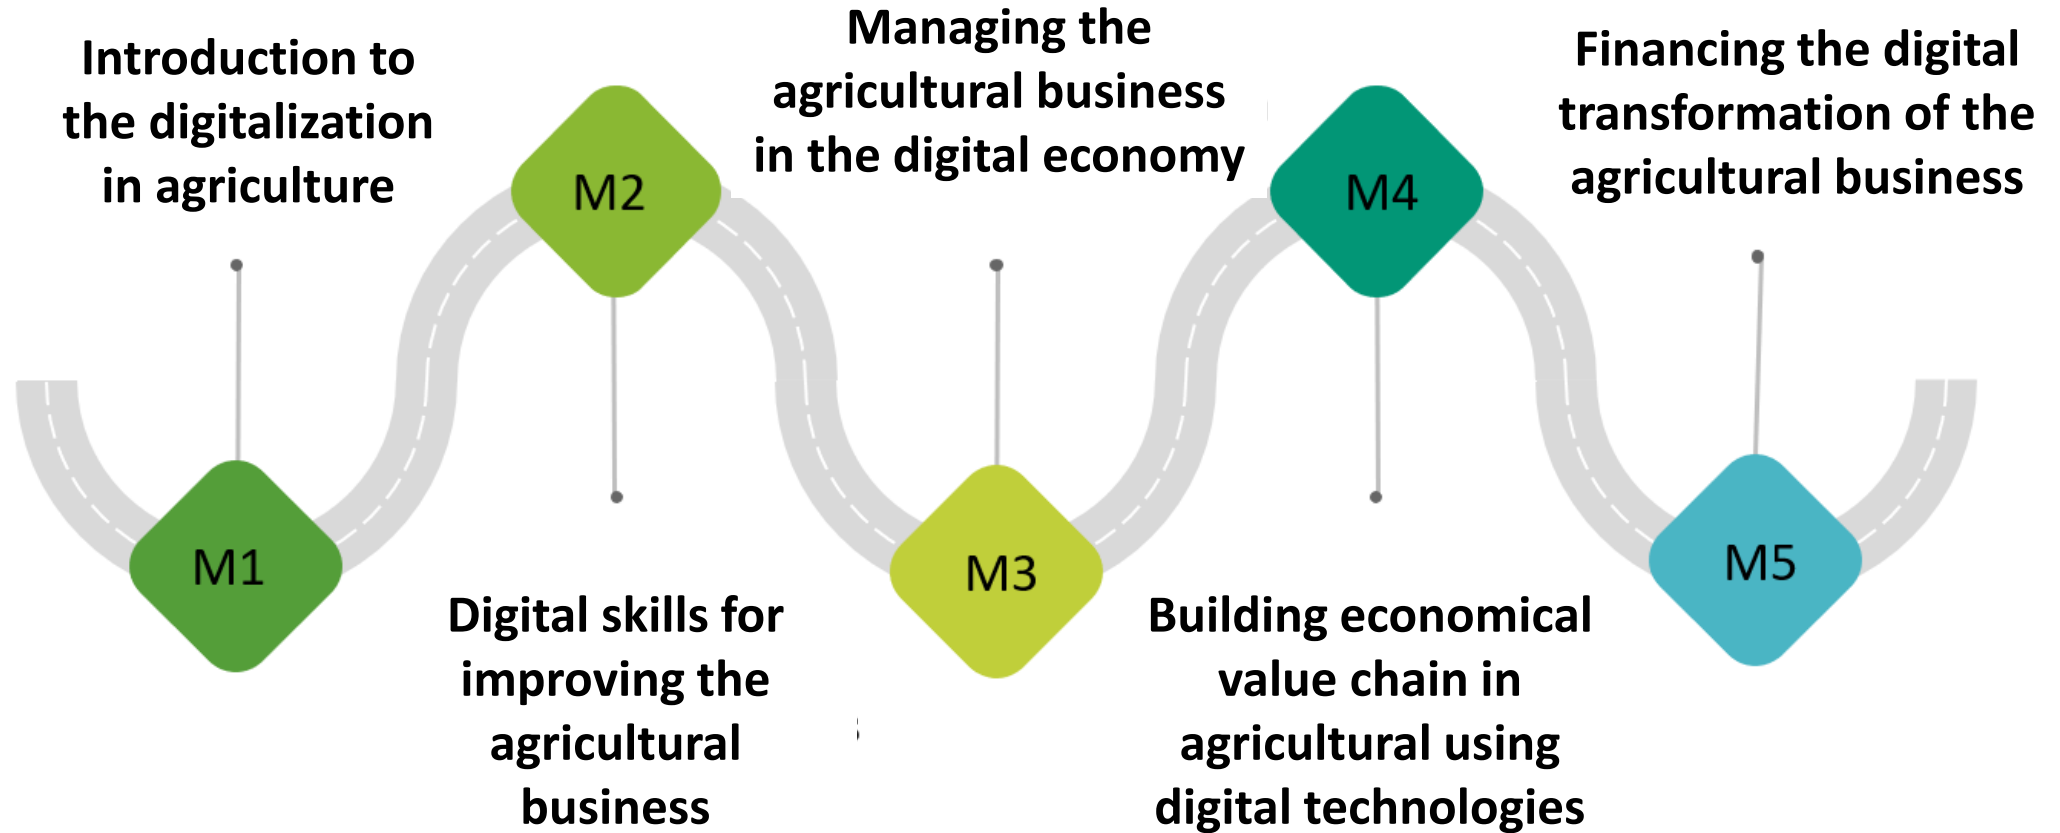 Introduction to
the digitalization
in agriculture
M1
M2
Digital skills for
improving the
agricultural
business
Managing the
agricultural business
in the digital economy
M3
M4
Building economical
value chain in
agricultural using
digital technologies
Financing the digital
transformation of the
agricultural business
M5